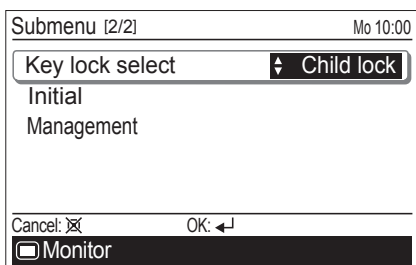 Submenu [2/2] Mo 10:00
Key lock select Child lock
Initial
Management
Cancel: OK:
Monitor